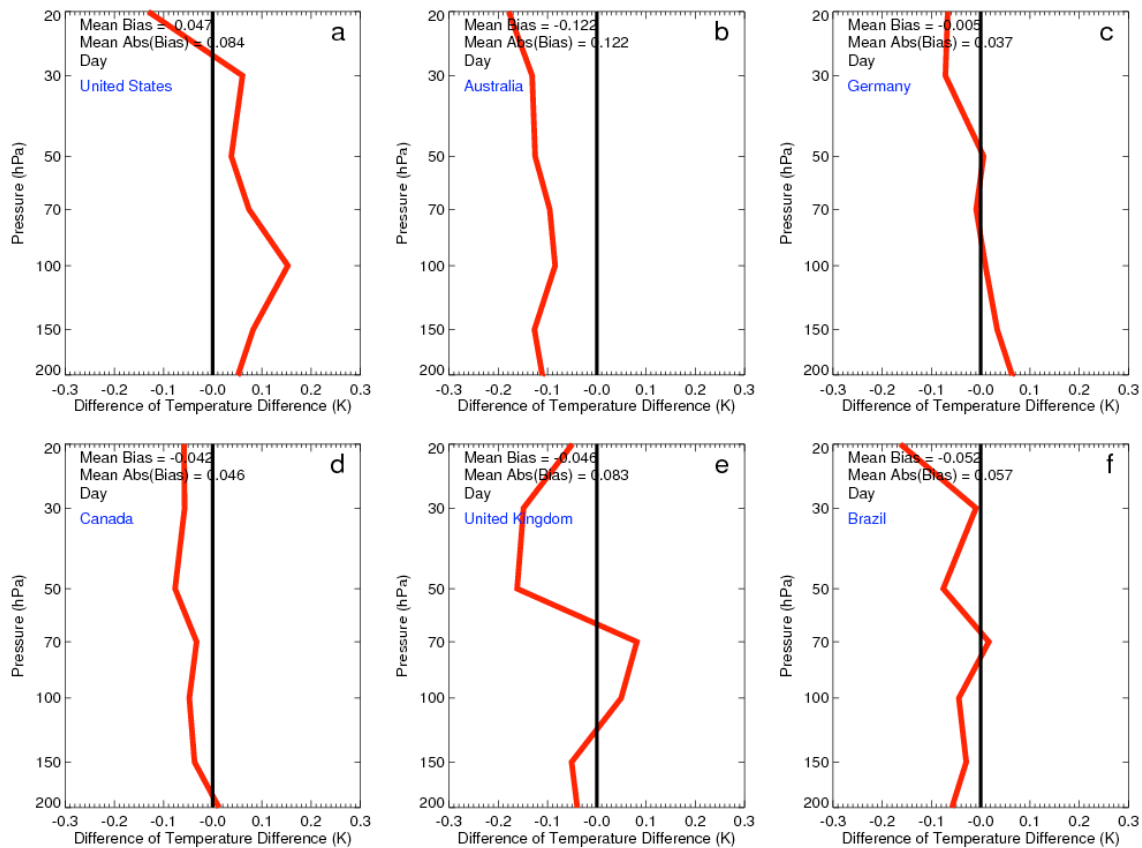 Mean Bias = 0.047
Mean Abs(Bias) = 0.084
Day
United States
a
20
30
50
70
100
150
200
Pressure (hPa)
-0.3 -0.2 -0.1 -0.0 0.1 0.2 0.3
Difference of Temperature Difference (K)
Mean Bias = -0.122
Mean Abs(Bias) = 0.122
Day
Australia
b
20
30
50
70
100
150
200
Pressure (hPa)
-0.3 -0.2 -0.1 -0.0 0.1 0.2 0.3
Difference of Temperature Difference (K)
Mean Bias = -0.005
Mean Abs(Bias) = 0.037
Day
Germany
c
20
30
50
70
100
150
200
Pressure (hPa)
-0.3 -0.2 -0.1 -0.0 0.1 0.2 0.3
Difference of Temperature Difference (K)
Mean Bias = -0.042
Mean Abs(Bias) = 0.046
Day
Canada
d
20
30
50
70
100
150
200
Pressure (hPa)
-0.3 -0.2 -0.1 -0.0 0.1 0.2 0.3
Difference of Temperature Difference (K)
Mean Bias = -0.046
Mean Abs(Bias) = 0.083
Day
United Kingdom
e
20
30
50
70
100
150
200
Pressure (hPa)
-0.3 -0.2 -0.1 -0.0 0.1 0.2 0.3
Difference of Temperature Difference (K)
Mean Bias = -0.052
Mean Abs(Bias) = 0.057
Day
Brazil
f
20
30
50
70
100
150
200
Pressure (hPa)
-0.3 -0.2 -0.1 -0.0 0.1 0.2 0.3
Difference of Temperature Difference (K)